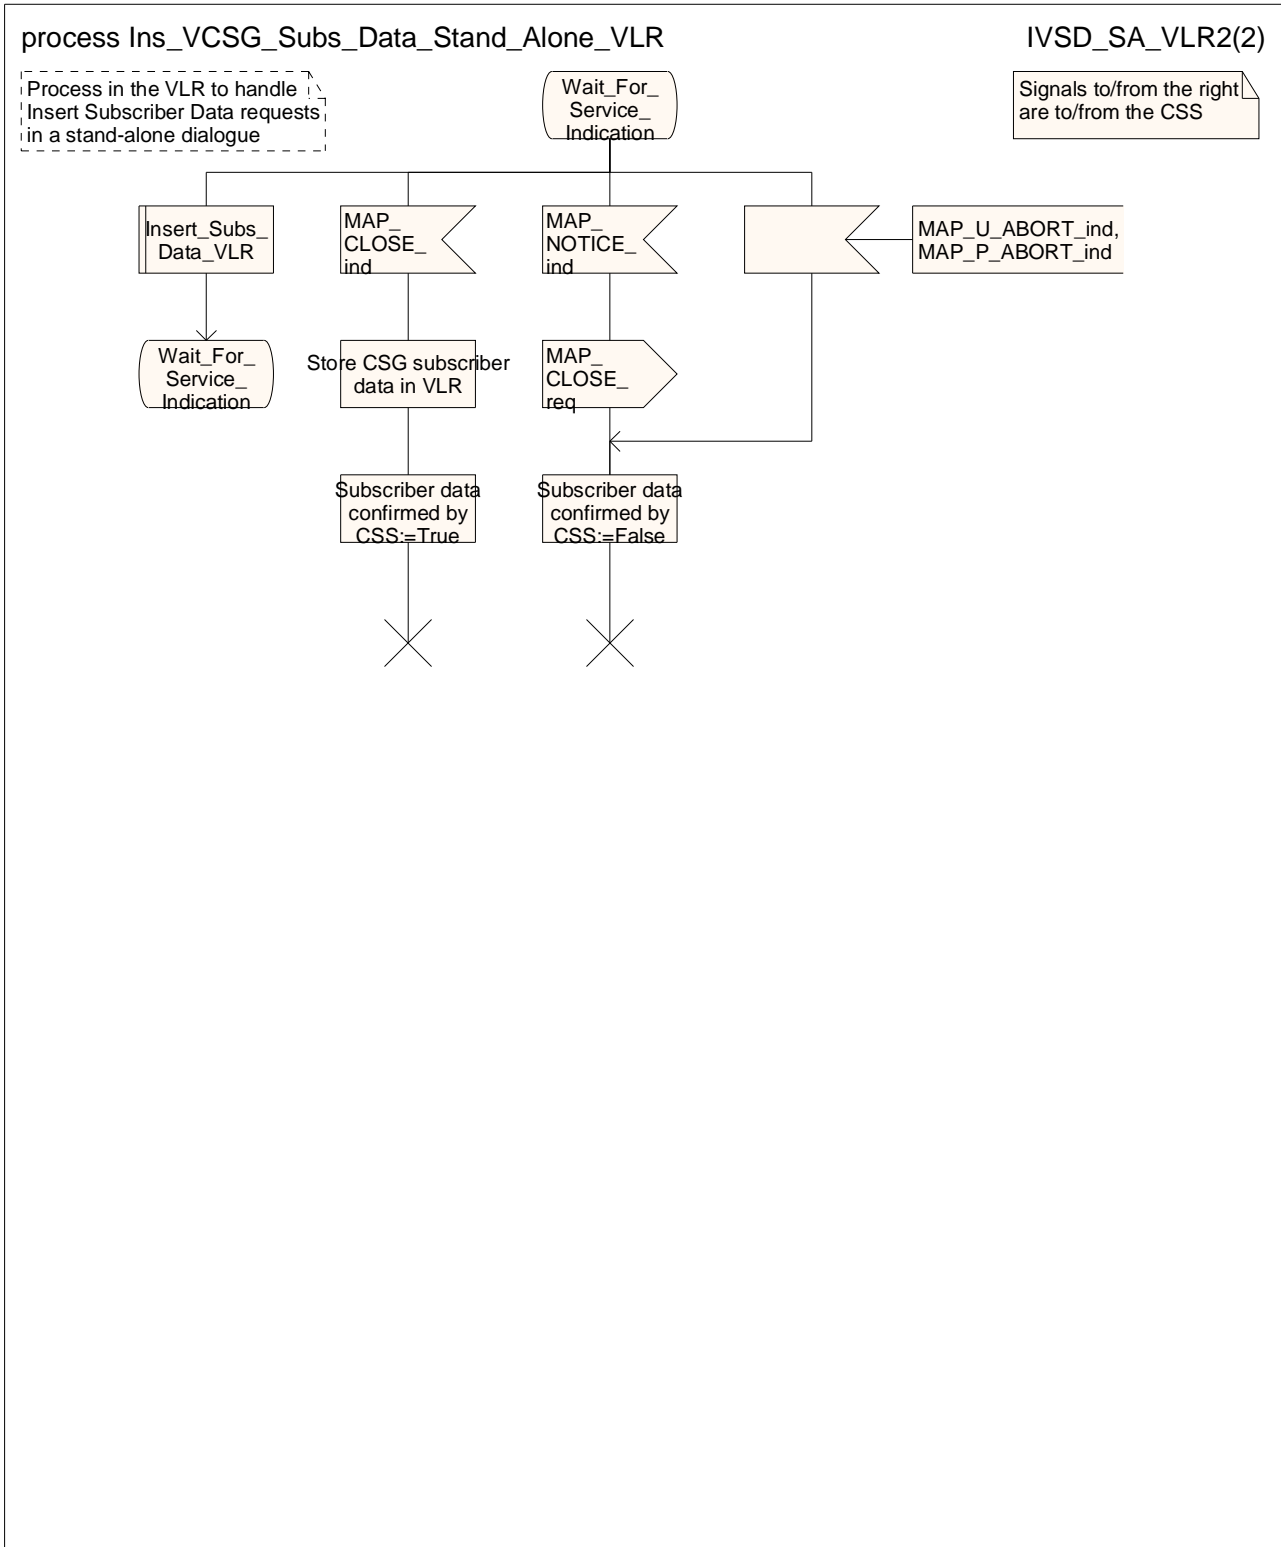 process Ins_VCSG_Subs_Data_Stand_Alone_VLR
IVSD_SA_VLR2(2)
Process in the VLR to handle
Insert Subscriber Data requests
in a stand-alone dialogue
Wait_For_
Service_
Indication
Signals to/from the right
are to/from the CSS
Insert_Subs_
Data_VLR
MAP_
CLOSE_
ind
MAP_
NOTICE_
ind
MAP_U_ABORT_ind,
MAP_P_ABORT_ind
Wait_For_
Service_
Indication
Store CSG subscriber
data in VLR
MAP_
CLOSE_
req
Subscriber data
confirmed by
CSS:=True
Subscriber data
confirmed by
CSS:=False